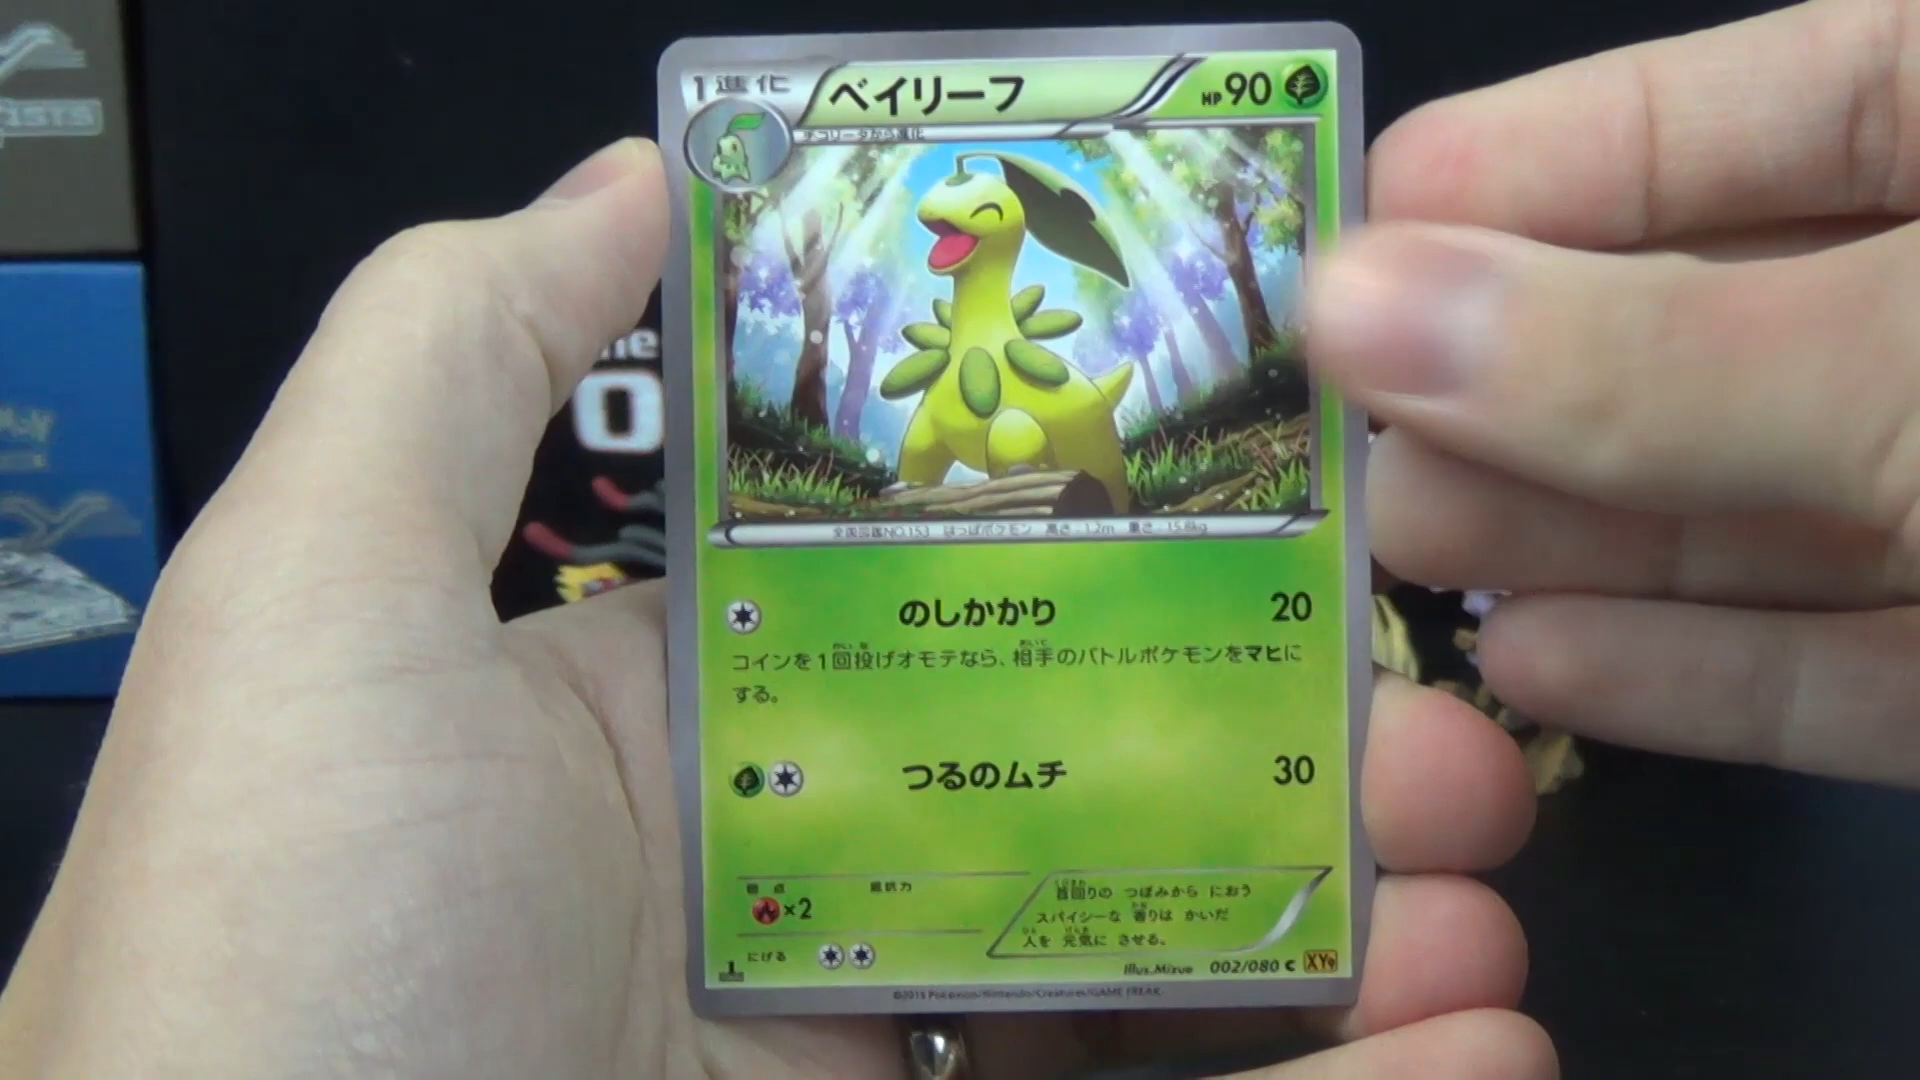 1進化
ベイリーフ
HP90
チコリータから進化
全国図鑑NO.153 はっぱポケモン 高さ:1.2m 重さ:15.8kg
のしかかり 20
コインを1回投げオモテなら、相手のバトルポケモンをマヒに
する。
つるのムチ 30
弱点 抵抗力
×2
首回りの つぼみから におう
スパイシーな 香りは かいだ
人を 元気に させる。
にげる
1
Illus. Mizue 002/080 C XY9
©2015 Pokémon/Nintendo/Creatures/GAME FREAK.